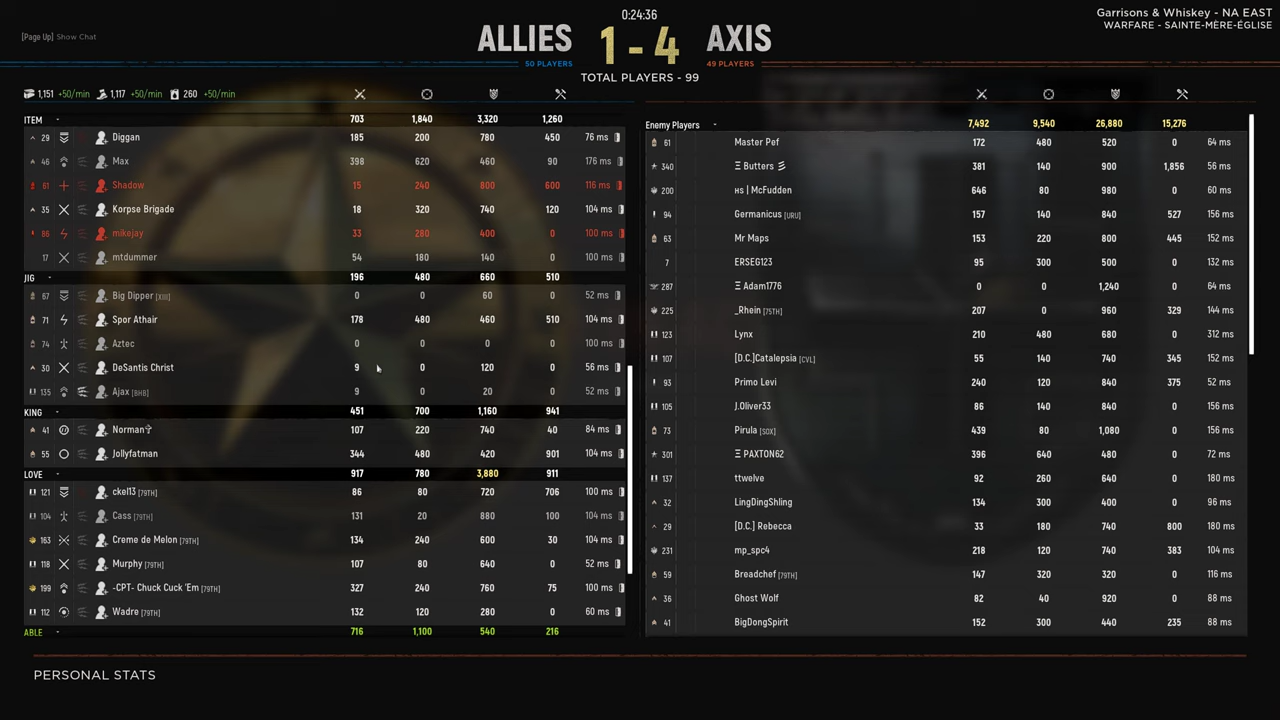 0:24:36
Garrisons & Whiskey - NA EAST
WARFARE - SAINTE-MÈRE-ÉGLISE
[Page Up] Show Chat
ALLIES 1 - 4 AXIS
50 PLAYERS 49 PLAYERS
TOTAL PLAYERS - 99
1,151 +50/min 1,117 +50/min 260 +50/min
ITEM - 703 1,840 3,320 1,260
29 Diggan 185 200 780 450 76 ms
46 Max 398 620 460 90 176 ms
61 Shadow 15 240 800 600 116 ms
35 Korpse Brigade 18 320 740 120 104 ms
86 mikejay 33 280 400 0 100 ms
17 mtdummer 54 180 140 0 100 ms
JIG - 196 480 660 510
67 Big Dipper [XIII] 0 0 60 0 52 ms
71 Spor Athair 178 480 460 510 104 ms
74 Aztec 0 0 0 0 100 ms
30 DeSantis Christ 9 0 120 0 56 ms
135 Ajax [BHB] 9 0 20 0 52 ms
KING - 451 700 1,160 941
41 Norman✞ 107 220 740 40 84 ms
55 Jollyfatman 344 480 420 901 104 ms
LOVE - 917 780 3,880 911
121 ckel13 [79TH] 86 80 720 706 100 ms
104 Cass [79TH] 131 20 880 100 104 ms
163 Creme de Melon [79TH] 134 240 600 30 104 ms
118 Murphy [79TH] 107 80 640 0 52 ms
199 -CPT- Chuck Cuck 'Em [79TH] 327 240 760 75 100 ms
112 Wadre [79TH] 132 120 280 0 60 ms
ABLE - 716 1,100 540 216
Enemy Players - 7,492 9,540 26,880 15,276
61 Master Pef 172 480 520 0 64 ms
340 Ξ Butters 彡 381 140 900 1,856 56 ms
200 ʜs | McFudden 646 80 980 0 60 ms
94 Germanicus [URU] 157 140 840 527 156 ms
63 Mr Maps 153 220 800 445 152 ms
7 ERSEG123 95 300 500 0 132 ms
287 Ξ Adam1776 0 0 1,240 0 64 ms
225 _Rhein [75TH] 207 0 960 329 144 ms
123 Lynx 210 480 680 0 312 ms
107 [D.C.]Catalepsia [CVL] 55 140 740 345 152 ms
93 Primo Levi 240 120 840 375 52 ms
105 J.Oliver33 86 140 840 0 156 ms
73 Pirula [SOX] 439 80 1,080 0 156 ms
301 Ξ PAXTON62 396 640 480 0 72 ms
137 ttwelve 92 260 640 0 180 ms
32 LingDingShling 134 300 400 0 96 ms
29 [D.C.] Rebecca 33 180 740 800 180 ms
231 mp_spc4 218 120 740 383 104 ms
59 Breadchef [79TH] 147 320 320 0 116 ms
36 Ghost Wolf 82 40 920 0 88 ms
41 BigDongSpirit 152 300 440 235 88 ms
PERSONAL STATS